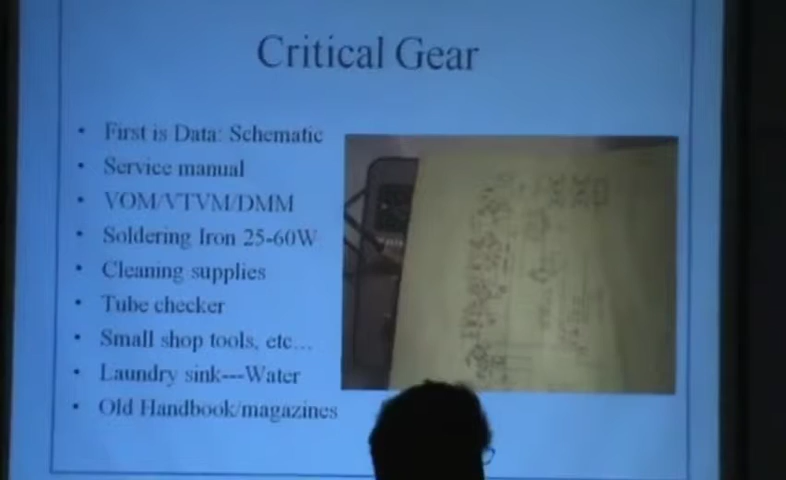 Critical Gear
• First is Data: Schematic
• Service manual
• VOM/VTVM/DMM
• Soldering Iron 25-60W
• Cleaning supplies
• Tube checker
• Small shop tools, etc…
• Laundry sink---Water
• Old Handbook/magazines